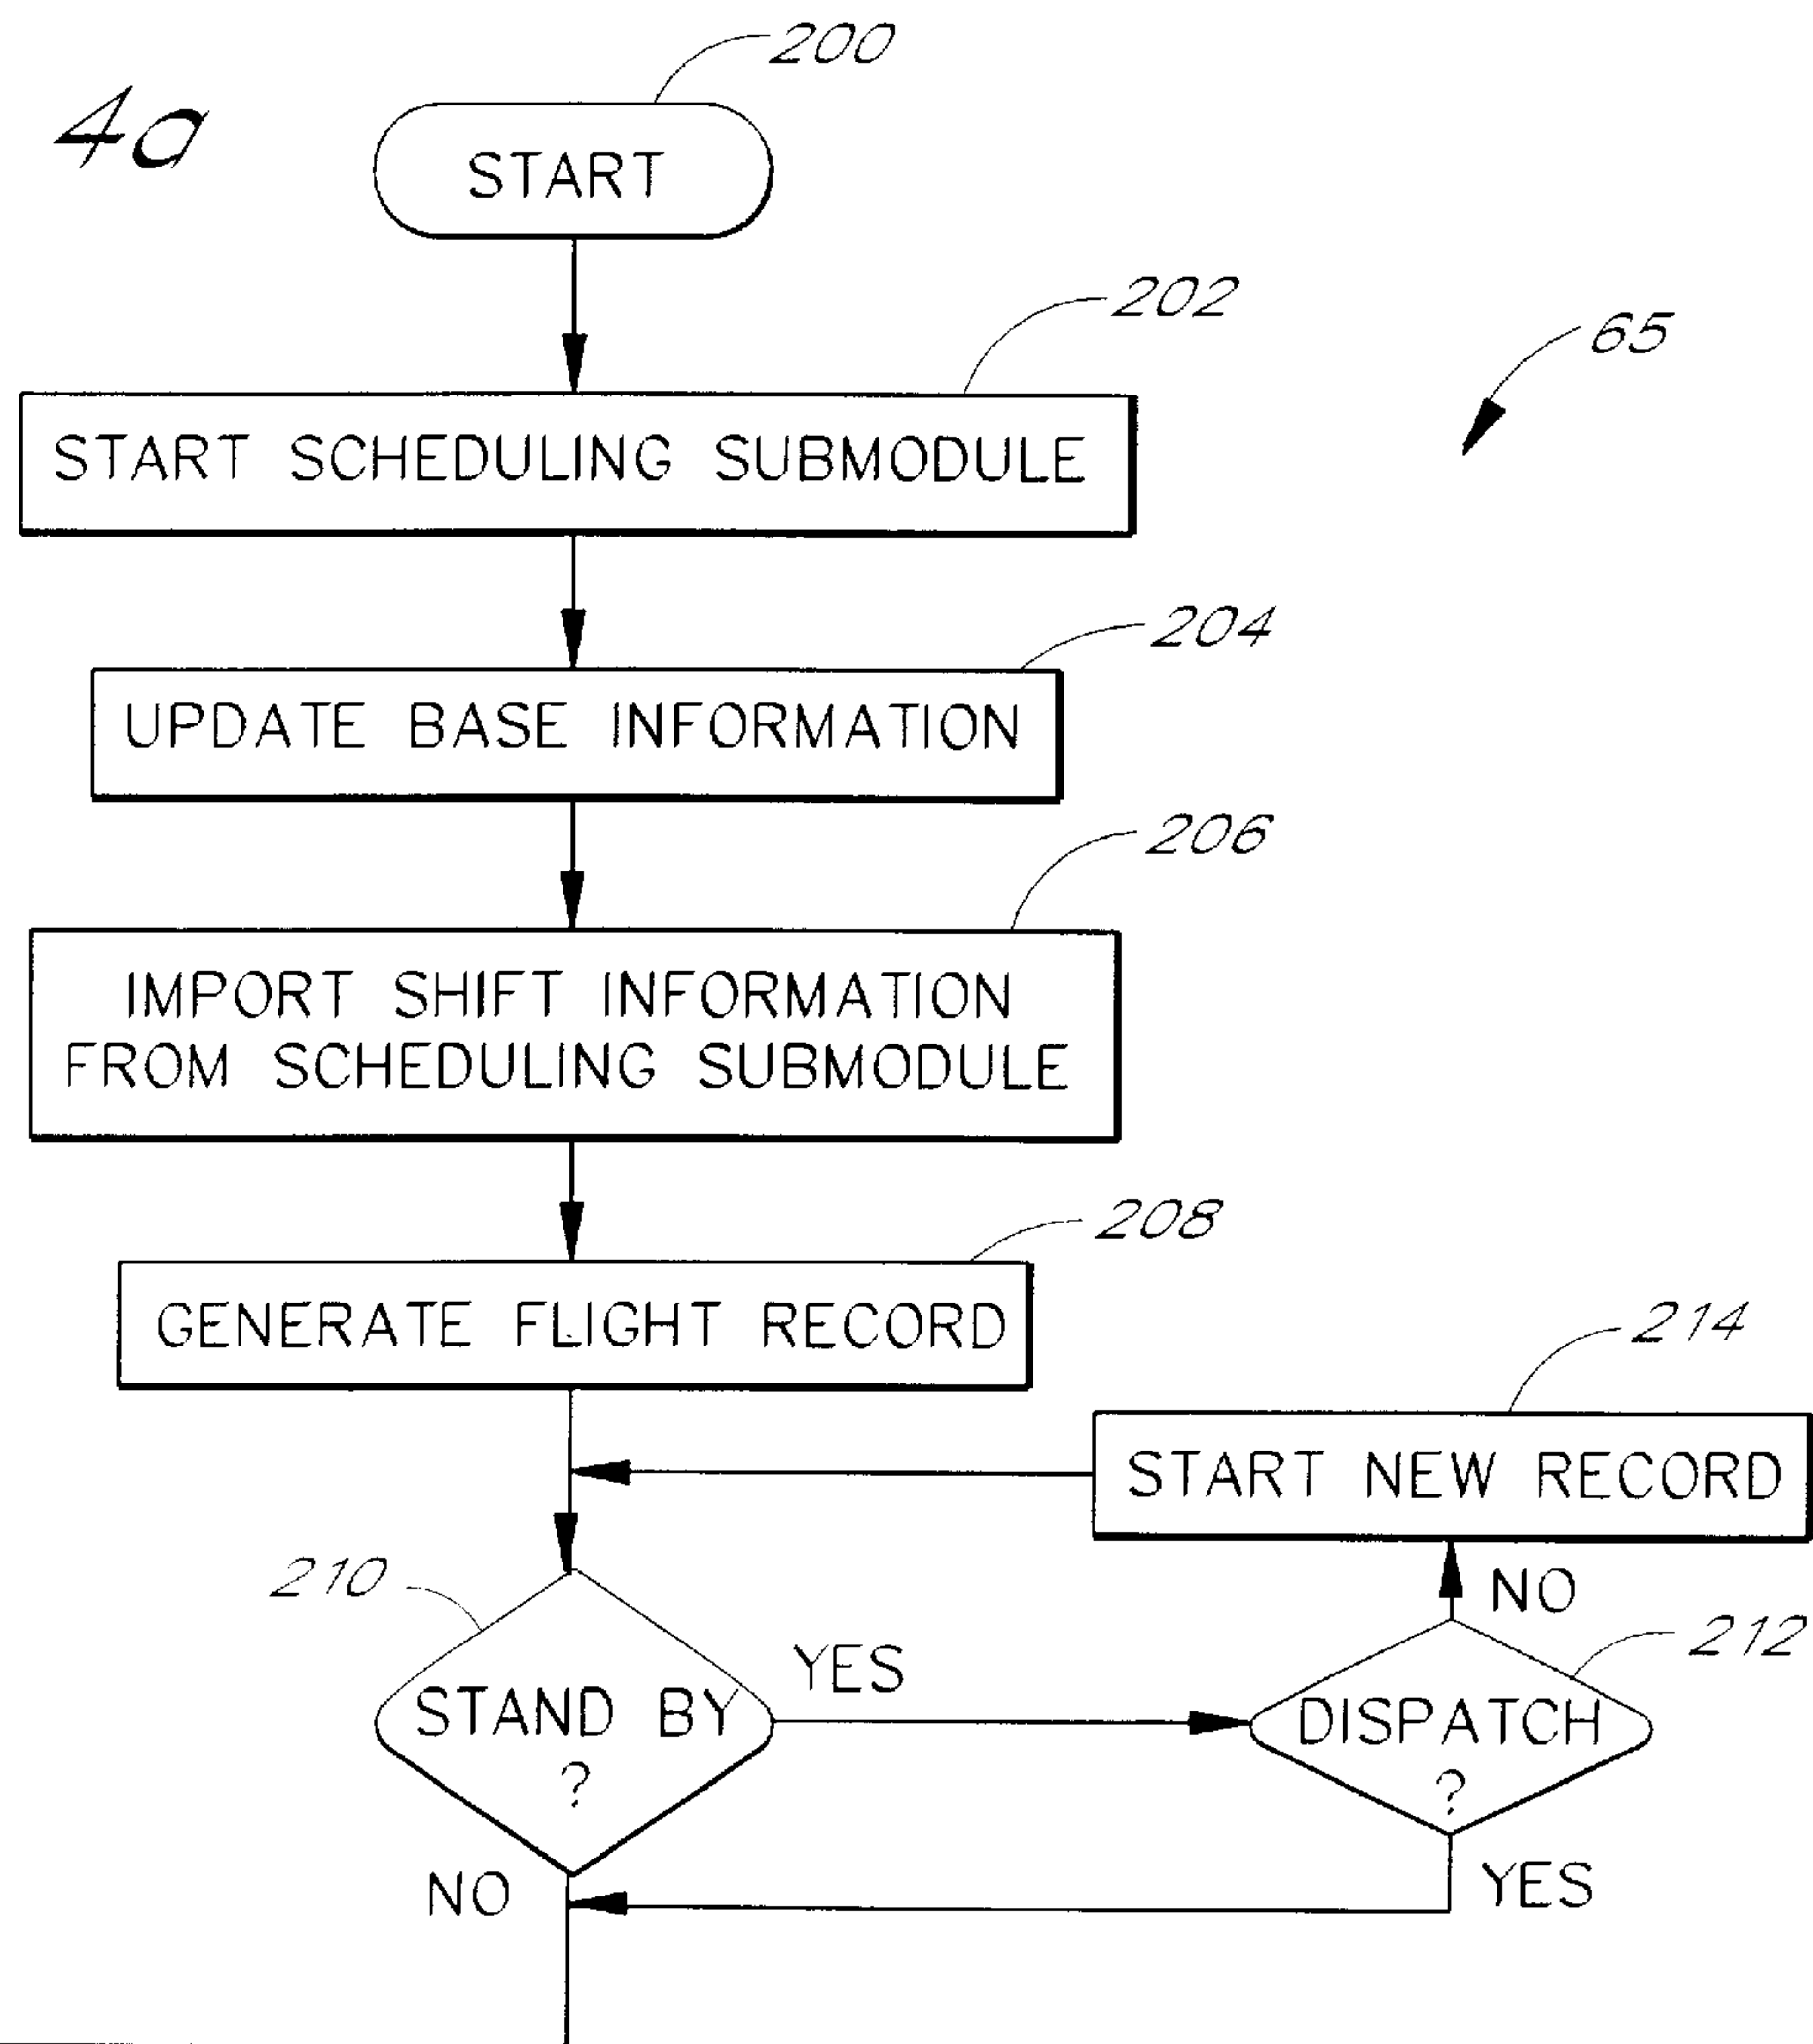 4a
200
START
202
65
START SCHEDULING SUBMODULE
204
UPDATE BASE INFORMATION
206
IMPORT SHIFT INFORMATION
FROM SCHEDULING SUBMODULE
208
GENERATE FLIGHT RECORD
214
START NEW RECORD
210
NO
212
YES
STAND BY
?
DISPATCH
?
NO
YES